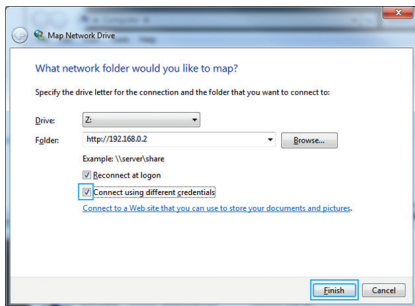 Map Network Drive
What network folder would you like to map?
Specify the drive letter for the connection and the folder that you want to connect to:
Drive: Z:
Folder: http://192.168.0.2 Browse...
Example: \\server\share
Reconnect at logon
Connect using different credentials
Connect to a Web site that you can use to store your documents and pictures.
Finish Cancel